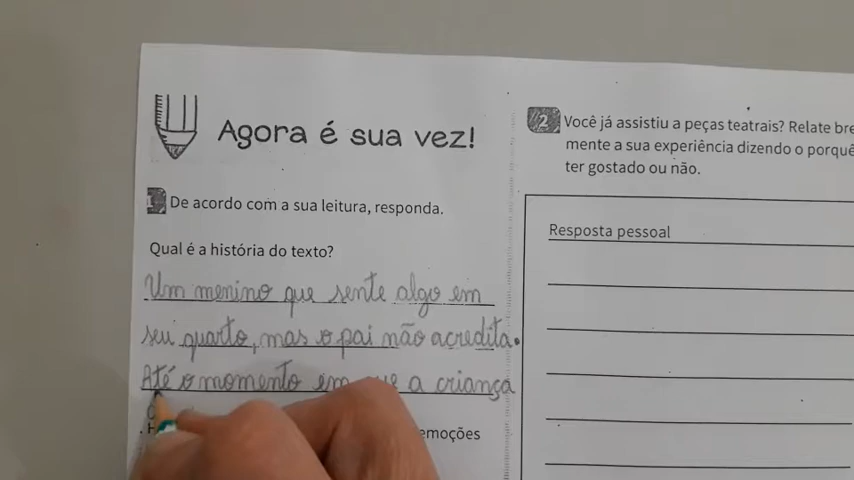 Agora é sua vez!
1 De acordo com a sua leitura, responda.
Qual é a história do texto?
Um menino que sente algo em
seu quarto, mas o pai não acredita.
Até o momento em que a criança
emoções
2 Você já assistiu a peças teatrais? Relate bre
mente a sua experiência dizendo o porquê
ter gostado ou não.
Resposta pessoal